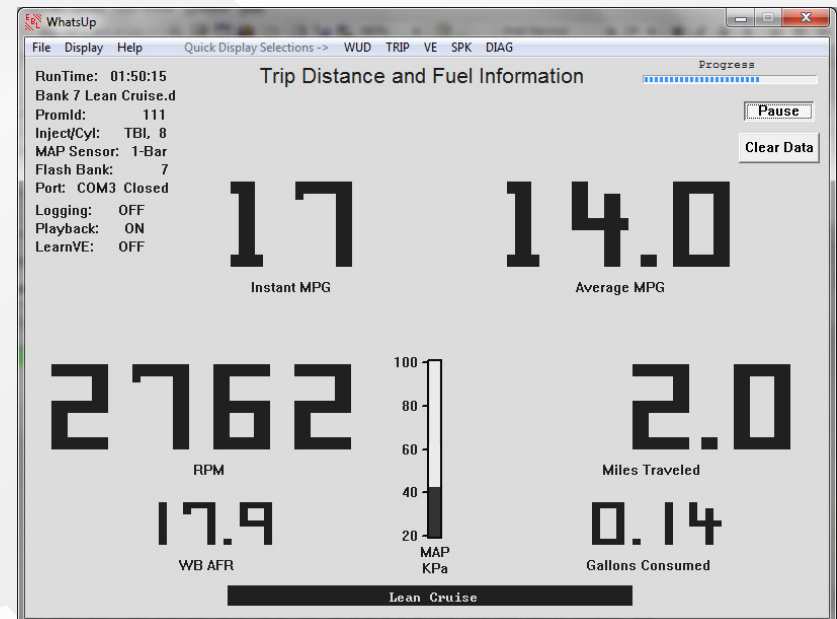 EBL WhatsUp
File Display Help Quick Display Selections -> WUD TRIP VE SPK DIAG
RunTime: 01:50:15
Bank 7 Lean Cruise.d
PromId: 111
Inject/Cyl: TBI, 8
MAP Sensor: 1-Bar
Flash Bank: 7
Port: COM3 Closed
Logging: OFF
Playback: ON
LearnVE: OFF
Trip Distance and Fuel Information
Progress
Pause
Clear Data
17
Instant MPG
14.0
Average MPG
2762
RPM
17.9
WB AFR
100
80
60
40
20
MAP
KPa
2.0
Miles Traveled
0.14
Gallons Consumed
Lean Cruise